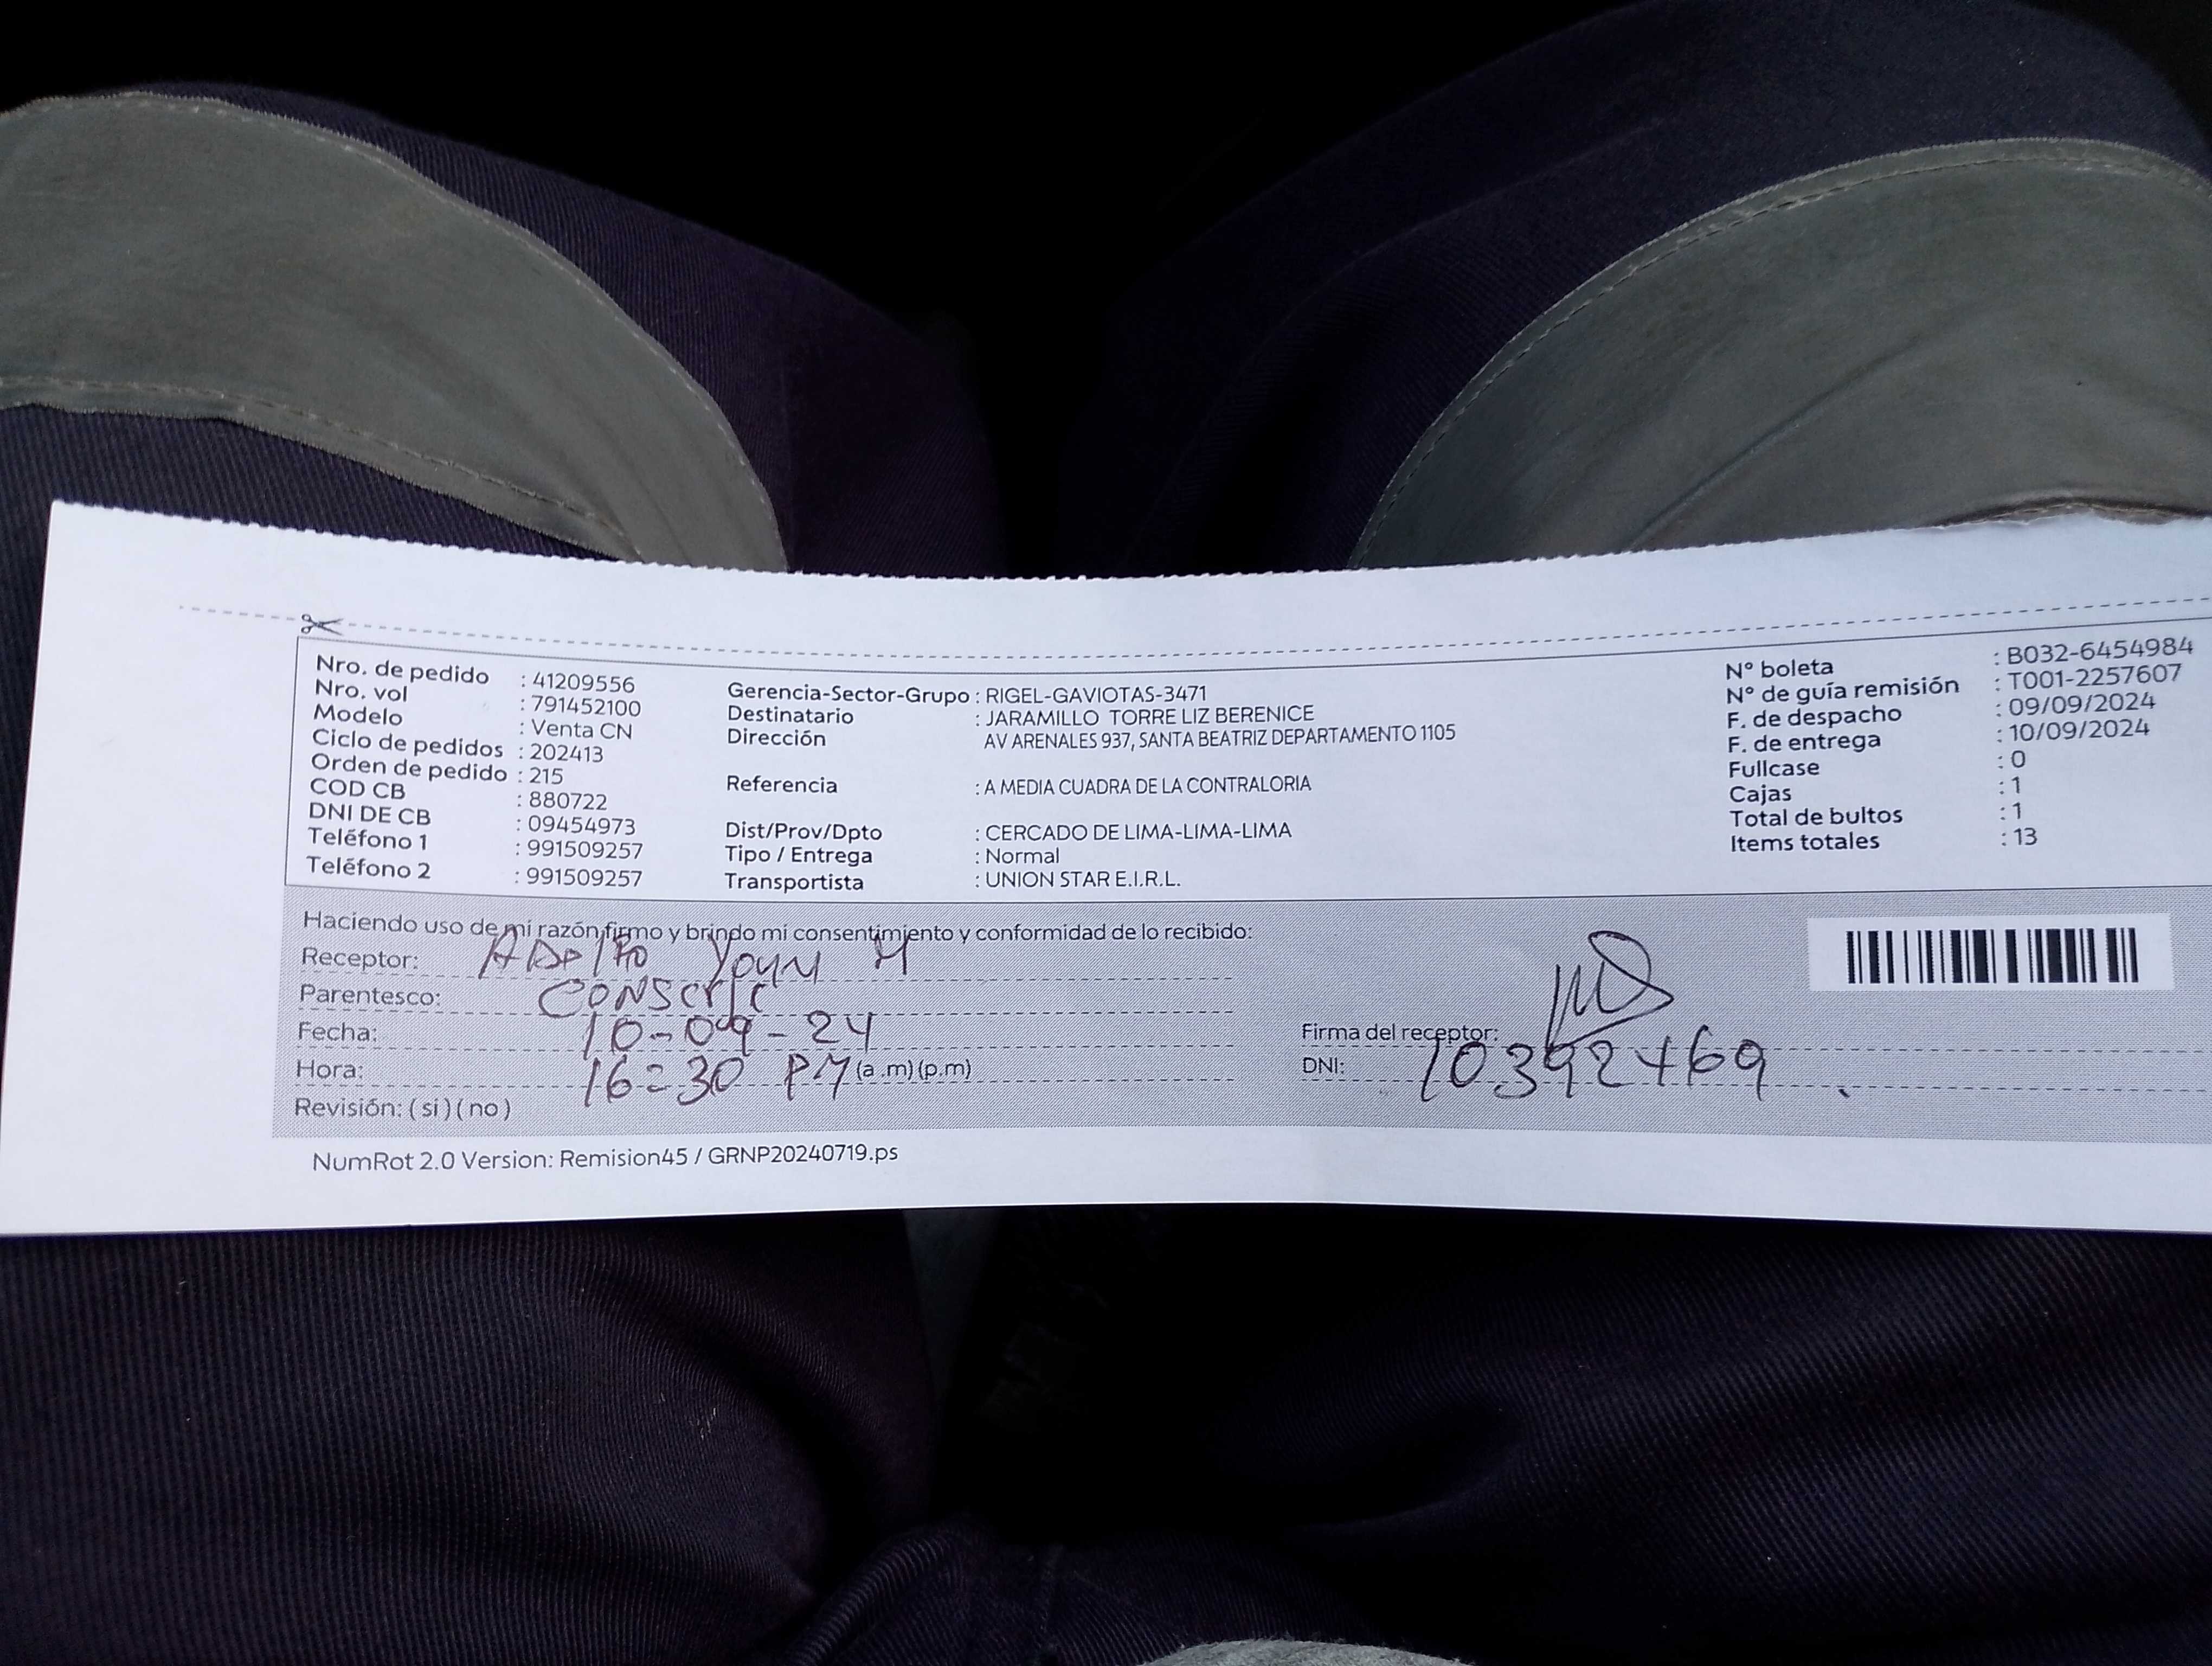 Nro. de pedido : 41209556
Nro. vol : 791452100
Modelo : Venta CN
Ciclo de pedidos : 202413
Orden de pedido : 215
COD CB : 880722
DNI DE CB : 09454973
Teléfono 1 : 991509257
Teléfono 2 : 991509257
Gerencia-Sector-Grupo : RIGEL-GAVIOTAS-3471
Destinatario : JARAMILLO TORRE LIZ BERENICE
Dirección AV ARENALES 937, SANTA BEATRIZ DEPARTAMENTO 1105
Referencia : A MEDIA CUADRA DE LA CONTRALORIA
Dist/Prov/Dpto : CERCADO DE LIMA-LIMA-LIMA
Tipo / Entrega : Normal
Transportista : UNION STAR E.I.R.L.
N° boleta : B032-6454984
N° de guía remisión : T001-2257607
F. de despacho : 09/09/2024
F. de entrega : 10/09/2024
Fullcase : 0
Cajas : 1
Total de bultos : 1
Items totales : 13
Haciendo uso de mi razón firmo y brindo mi consentimiento y conformidad de lo recibido:
Receptor:
Parentesco:
Fecha: 10-09-24
Hora: 16:30 PM (a.m) (p.m)
Revisión: (si) (no)
Firma del receptor:
DNI:
NumRot 2.0 Version: Remision45 / GRNP20240719.ps